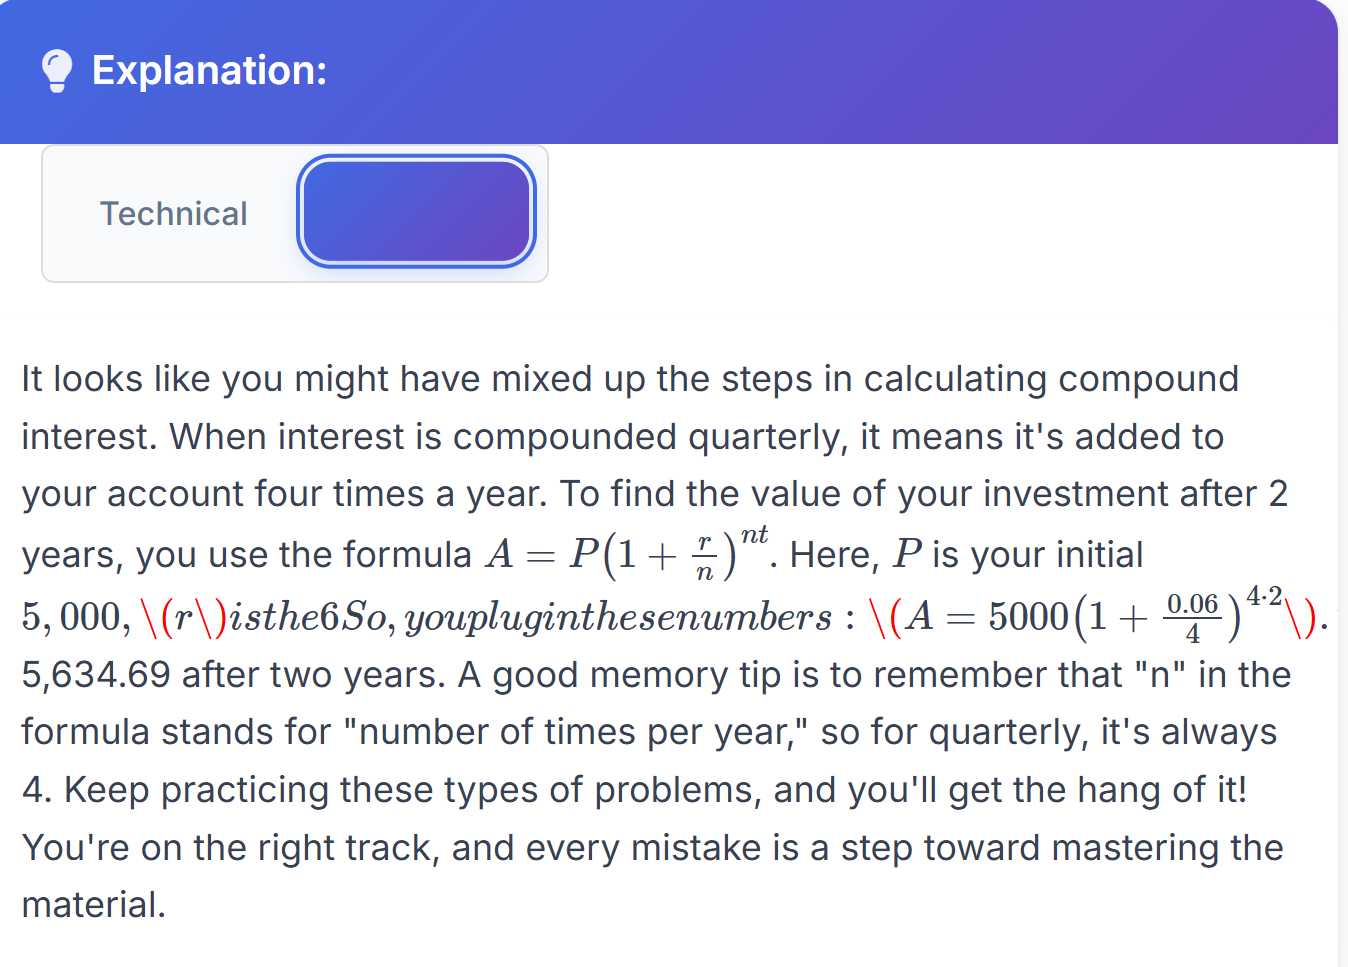 Explanation:
Technical
It looks like you might have mixed up the steps in calculating compound
interest. When interest is compounded quarterly, it means it's added to
your account four times a year. To find the value of your investment after 2
years, you use the formula $A = P\left(1 + \frac{r}{n}\right)^{nt}$. Here, $P$ is your initial
5,000,\(r\)isthe6So,youpluginthesenumbers:\(A = 5000(1 + \frac{0.06}{4})^{4·2}\).
5,634.69 after two years. A good memory tip is to remember that "n" in the
formula stands for "number of times per year," so for quarterly, it's always
4. Keep practicing these types of problems, and you'll get the hang of it!
You're on the right track, and every mistake is a step toward mastering the
material.